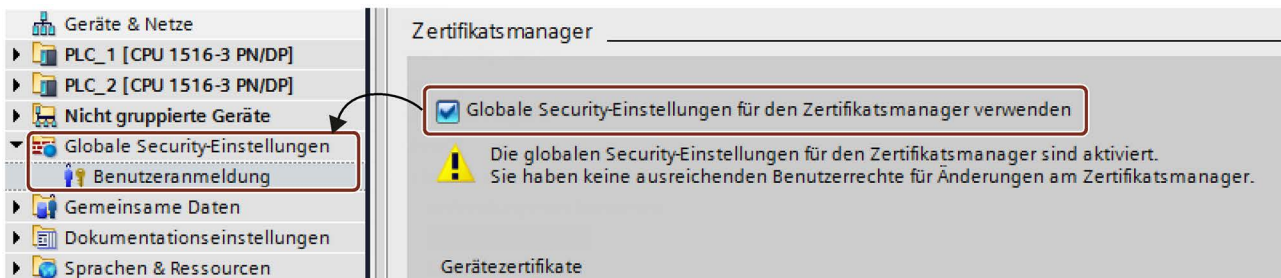 Geräte & Netze
PLC_1 [CPU 1516-3 PN/DP]
PLC_2 [CPU 1516-3 PN/DP]
Nicht gruppierte Geräte
Globale Security-Einstellungen
Benutzeranmeldung
Gemeinsame Daten
Dokumentationseinstellungen
Sprachen & Ressourcen
Zertifikatsmanager
Globale Security-Einstellungen für den Zertifikatsmanager verwenden
Die globalen Security-Einstellungen für den Zertifikatsmanager sind aktiviert.
Sie haben keine ausreichenden Benutzerrechte für Änderungen am Zertifikatsmanager.
Gerätezertifikate